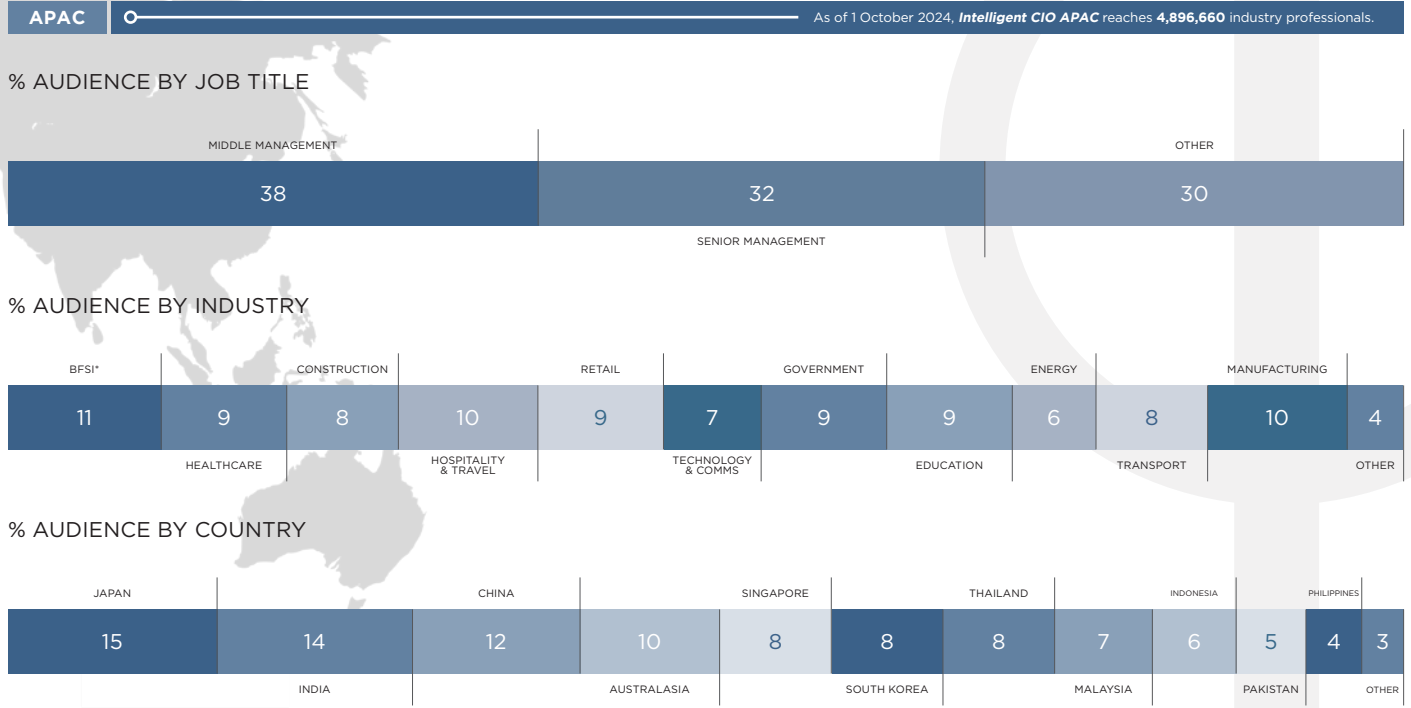 APAC
As of 1 October 2024, Intelligent CIO APAC reaches 4,896,660 industry professionals.
% AUDIENCE BY JOB TITLE
MIDDLE MANAGEMENT OTHER
38 32 30
SENIOR MANAGEMENT
% AUDIENCE BY INDUSTRY
BFSI* CONSTRUCTION RETAIL GOVERNMENT ENERGY MANUFACTURING
11 9 8 10 9 7 9 9 6 8 10 4
HEALTHCARE HOSPITALITY & TRAVEL TECHNOLOGY & COMMS EDUCATION TRANSPORT OTHER
% AUDIENCE BY COUNTRY
JAPAN CHINA SINGAPORE THAILAND INDONESIA PHILIPPINES
15 14 12 10 8 8 8 7 6 5 4 3
INDIA AUSTRALASIA SOUTH KOREA MALAYSIA PAKISTAN OTHER